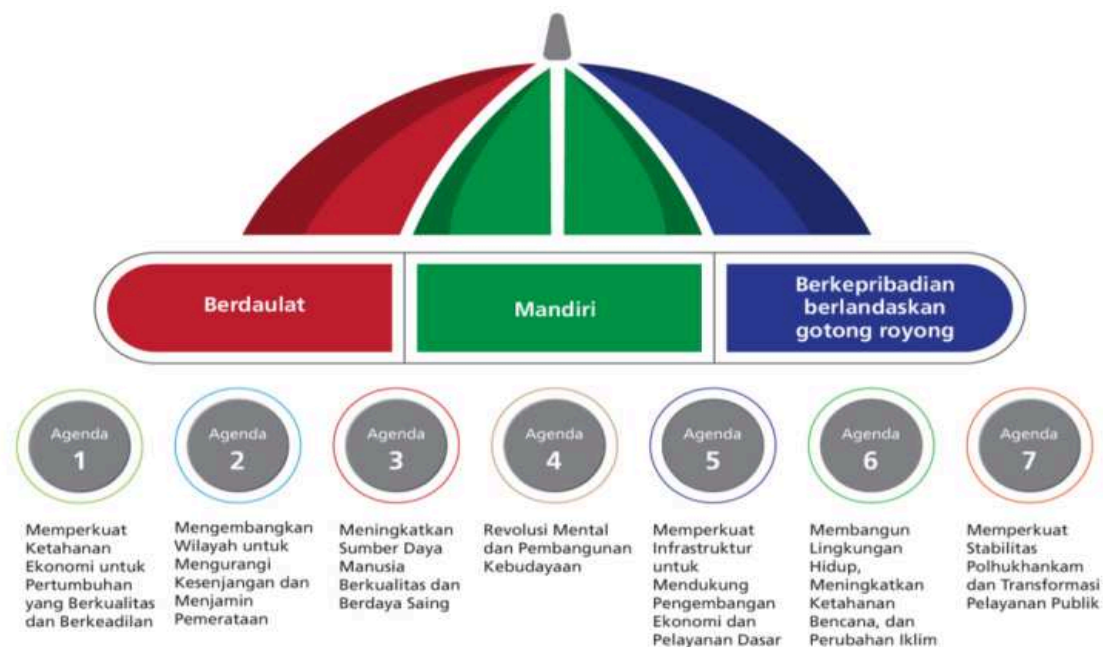 Berdaulat
Mandiri
Berkepribadian
berlandaskan
gotong royong
Agenda
1
Memperkuat
Ketahanan
Ekonomi untuk
Pertumbuhan
yang Berkualitas
dan Berkeadilan
Agenda
2
Mengembangkan
Wilayah untuk
Mengurangi
Kesenjangan dan
Menjamin
Pemerataan
Agenda
3
Meningkatkan
Sumber Daya
Manusia
Berkualitas dan
Berdaya Saing
Agenda
4
Revolusi Mental
dan Pembangunan
Kebudayaan
Agenda
5
Memperkuat
Infrastruktur
untuk
Mendukung
Pengembangan
Ekonomi dan
Pelayanan Dasar
Agenda
6
Membangun
Lingkungan
Hidup,
Meningkatkan
Ketahanan
Bencana, dan
Perubahan Iklim
Agenda
7
Memperkuat
Stabilitas
Polhukhankam
dan Transformasi
Pelayanan Publik